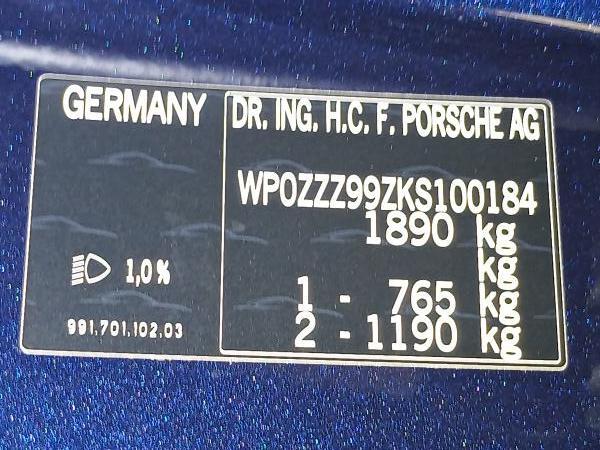 GERMANY
DR. ING. H.C. F. PORSCHE AG
WP0ZZZ99ZKS100184
1890 kg
kg
1 - 765 kg
2 - 1190 kg
1,0%
991.701.102.03